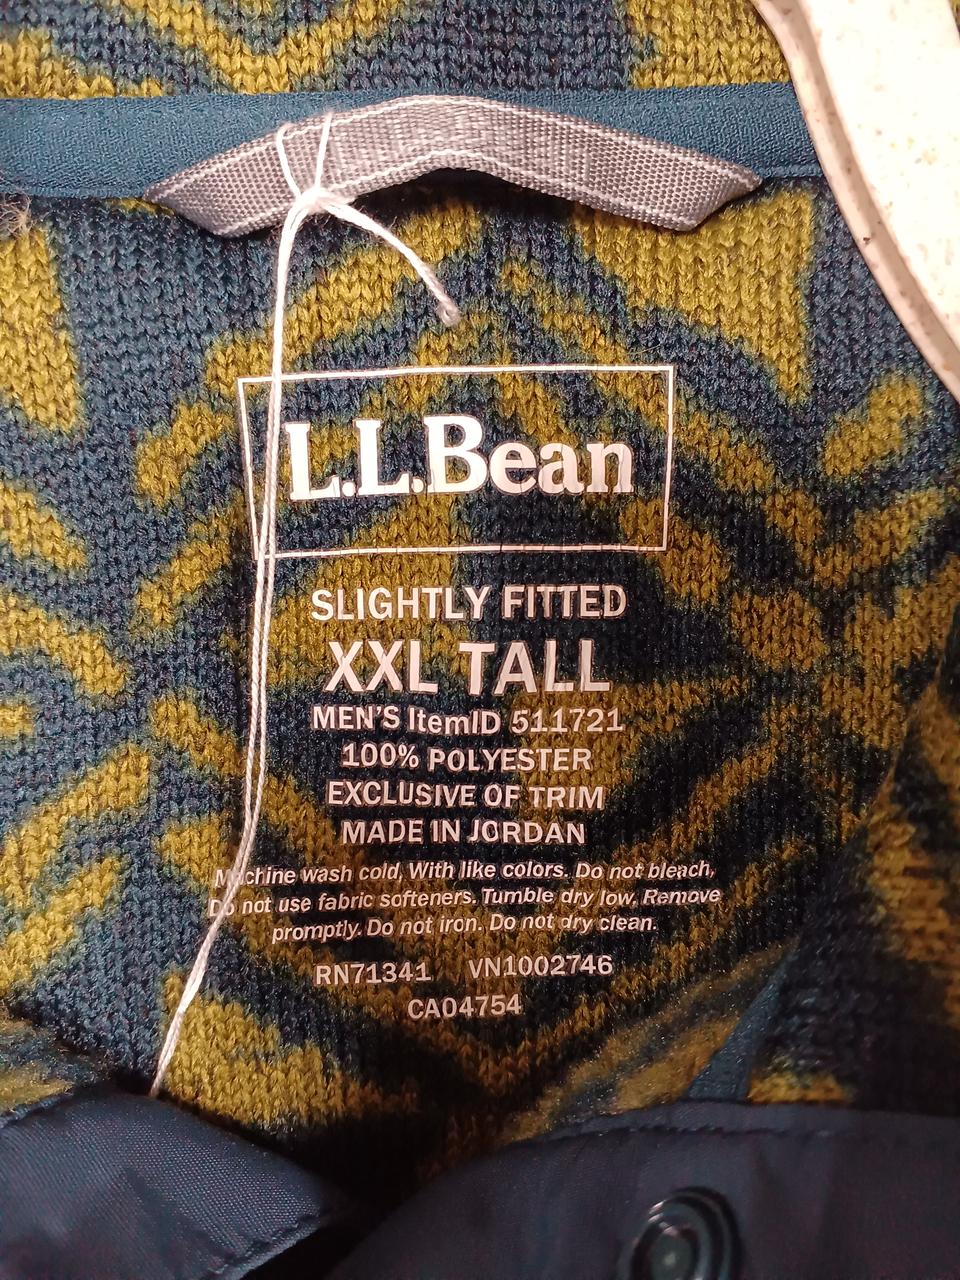 L.L.Bean
SLIGHTLY FITTED
XXL TALL
MEN'S ItemID 511721
100% POLYESTER
EXCLUSIVE OF TRIM
MADE IN JORDAN
Machine wash cold, With like colors. Do not bleach,
Do not use fabric softeners. Tumble dry low, Remove
promptly. Do not iron. Do not dry clean.
RN71341 VN1002746
CA04754